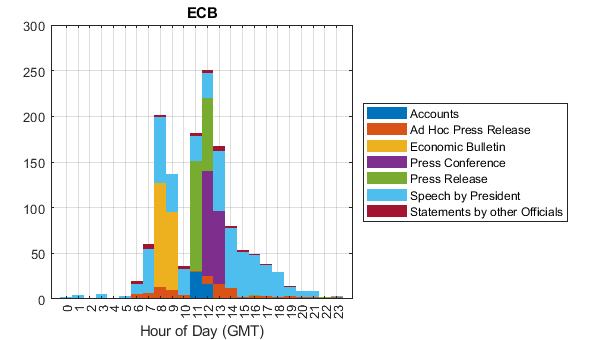 ECB
300
250
200
150
100
50
0
0 1 2 3 4 5 6 7 8 9 10 11 12 13 14 15 16 17 18 19 20 21 22 23
Hour of Day (GMT)
Accounts
Ad Hoc Press Release
Economic Bulletin
Press Conference
Press Release
Speech by President
Statements by other Officials